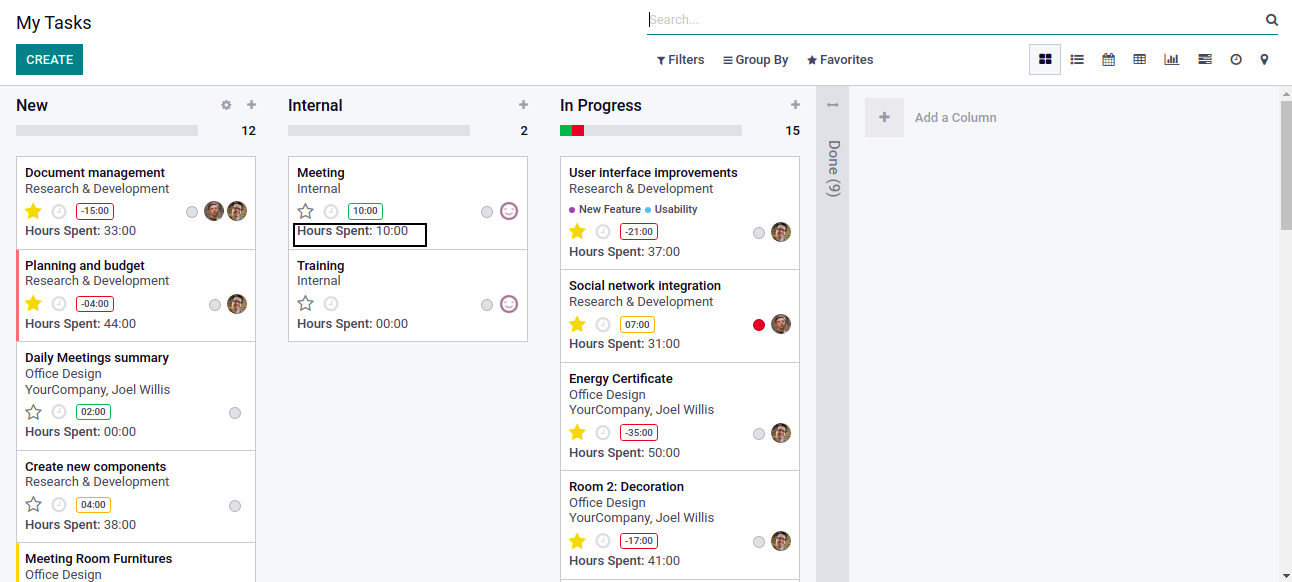 My Tasks
Search...
CREATE
Filters
Group By
Favorites
New
12
Document management
Research & Development
-15:00
Hours Spent: 33:00
Planning and budget
Research & Development
-04:00
Hours Spent: 44:00
Daily Meetings summary
Office Design
YourCompany, Joel Willis
02:00
Hours Spent: 00:00
Create new components
Research & Development
04:00
Hours Spent: 38:00
Meeting Room Furnitures
Office Design
Internal
2
Meeting
Internal
10:00
Hours Spent: 10:00
Training
Internal
Hours Spent: 00:00
In Progress
15
User interface improvements
Research & Development
New Feature Usability
-21:00
Hours Spent: 37:00
Social network integration
Research & Development
07:00
Hours Spent: 31:00
Energy Certificate
Office Design
YourCompany, Joel Willis
-35:00
Hours Spent: 50:00
Room 2: Decoration
Office Design
YourCompany, Joel Willis
-17:00
Hours Spent: 41:00
Done (9)
Add a Column